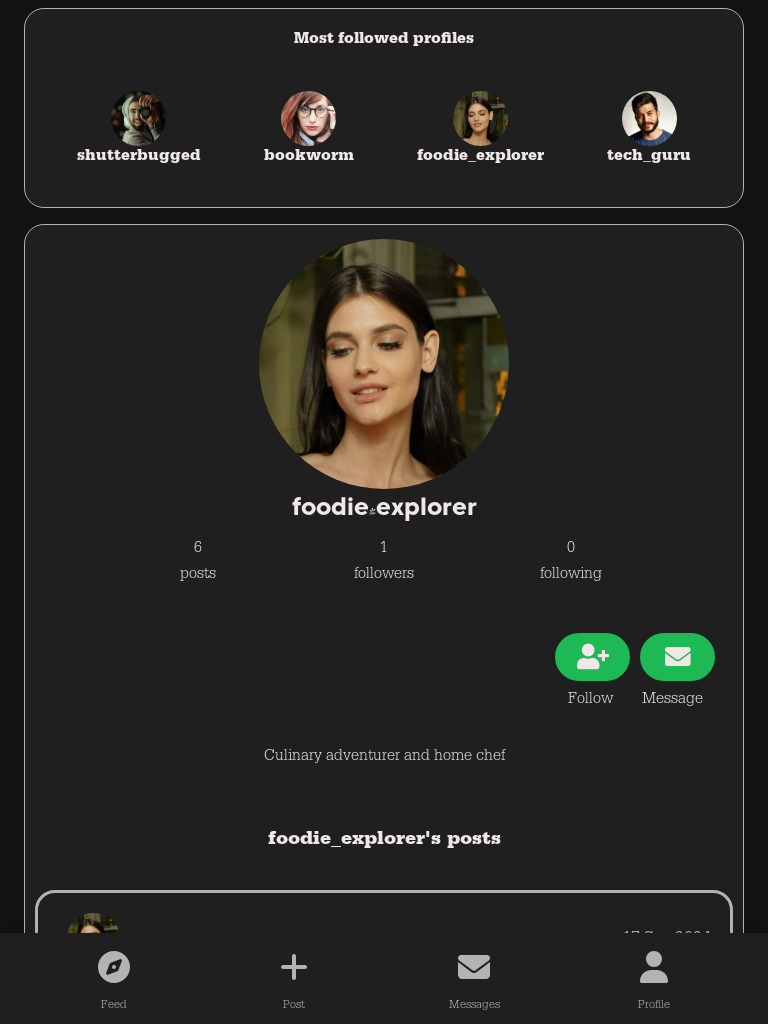 Most followed profiles
shutterbugged
bookworm
foodie_explorer
tech_guru
foodie_explorer
6
posts
1
followers
0
following
Follow
Message
Culinary adventurer and home chef
foodie_explorer's posts
Feed
Post
Messages
Profile